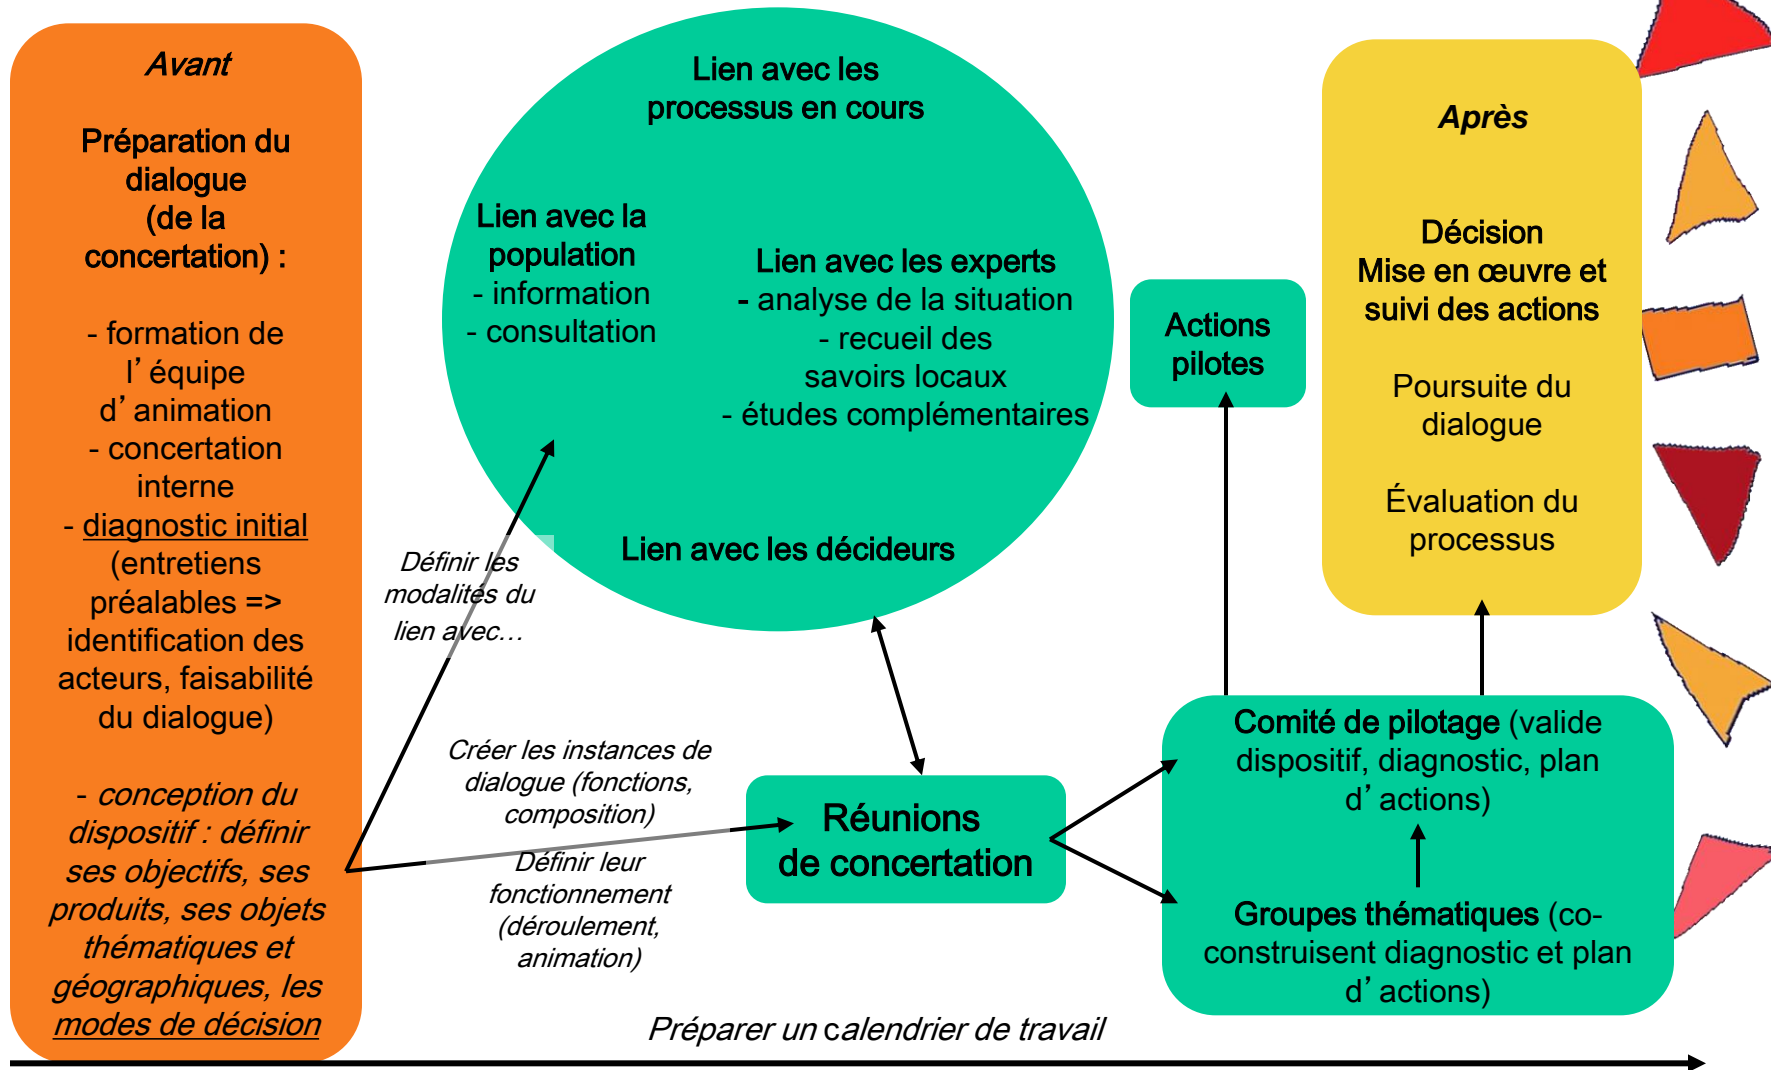 Avant
Préparation du
dialogue
(de la
concertation) :
- formation de
l’équipe
d’animation
- concertation
interne
- diagnostic initial
(entretiens
préalables =>
identification des
acteurs, faisabilité
du dialogue)
- conception du
dispositif : définir
ses objectifs, ses
produits, ses objets
thématiques et
géographiques, les
modes de décision
Lien avec les
processus en cours
Lien avec la
population
- information
- consultation
Lien avec les experts
- analyse de la situation
- recueil des
savoirs locaux
- études complémentaires
Lien avec les décideurs
Définir les
modalités du
lien avec…
Créer les instances de
dialogue (fonctions,
composition)
Définir leur
fonctionnement
(déroulement,
animation)
Réunions
de concertation
Actions
pilotes
Après
Décision
Mise en œuvre et
suivi des actions
Poursuite du
dialogue
Évaluation du
processus
Comité de pilotage (valide
dispositif, diagnostic, plan
d’actions)
Groupes thématiques (co-
construisent diagnostic et plan
d’actions)
Préparer un calendrier de travail